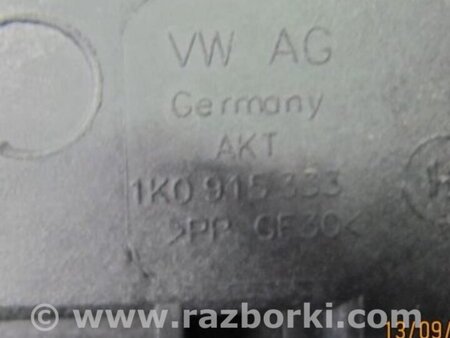 VW AG
Germany
AKT
1K0 915 333
>PP GF30<
www.razborki.com
13/09/